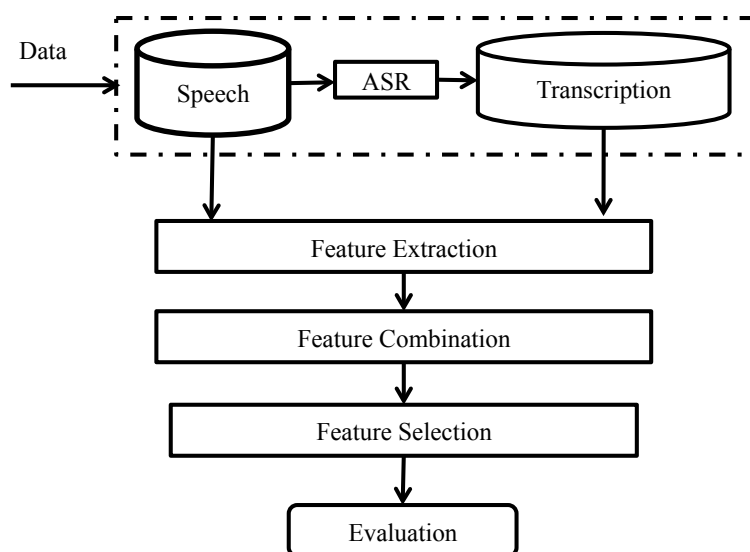 Data
Speech
ASR
Transcription
Feature Extraction
Feature Combination
Feature Selection
Evaluation